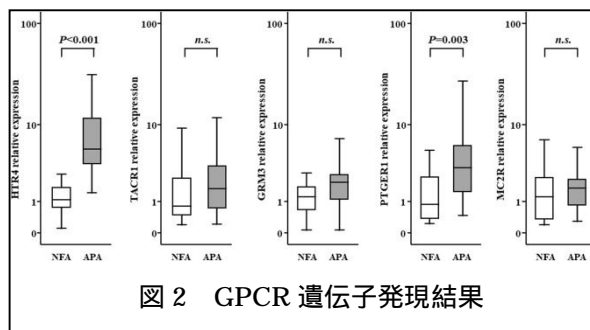 100
P<0.001
10
1
0
HTR4 relative expression
NFA APA
100
n.s.
10
1
0
TACR1 relative expression
NFA APA
100
n.s.
10
1
0
GRM3 relative expression
NFA APA
100
P=0.003
10
1
0
PTGER1 relative expression
NFA APA
100
n.s.
10
1
0
MC2R relative expression
NFA APA
図 2 GPCR 遺伝子発現結果